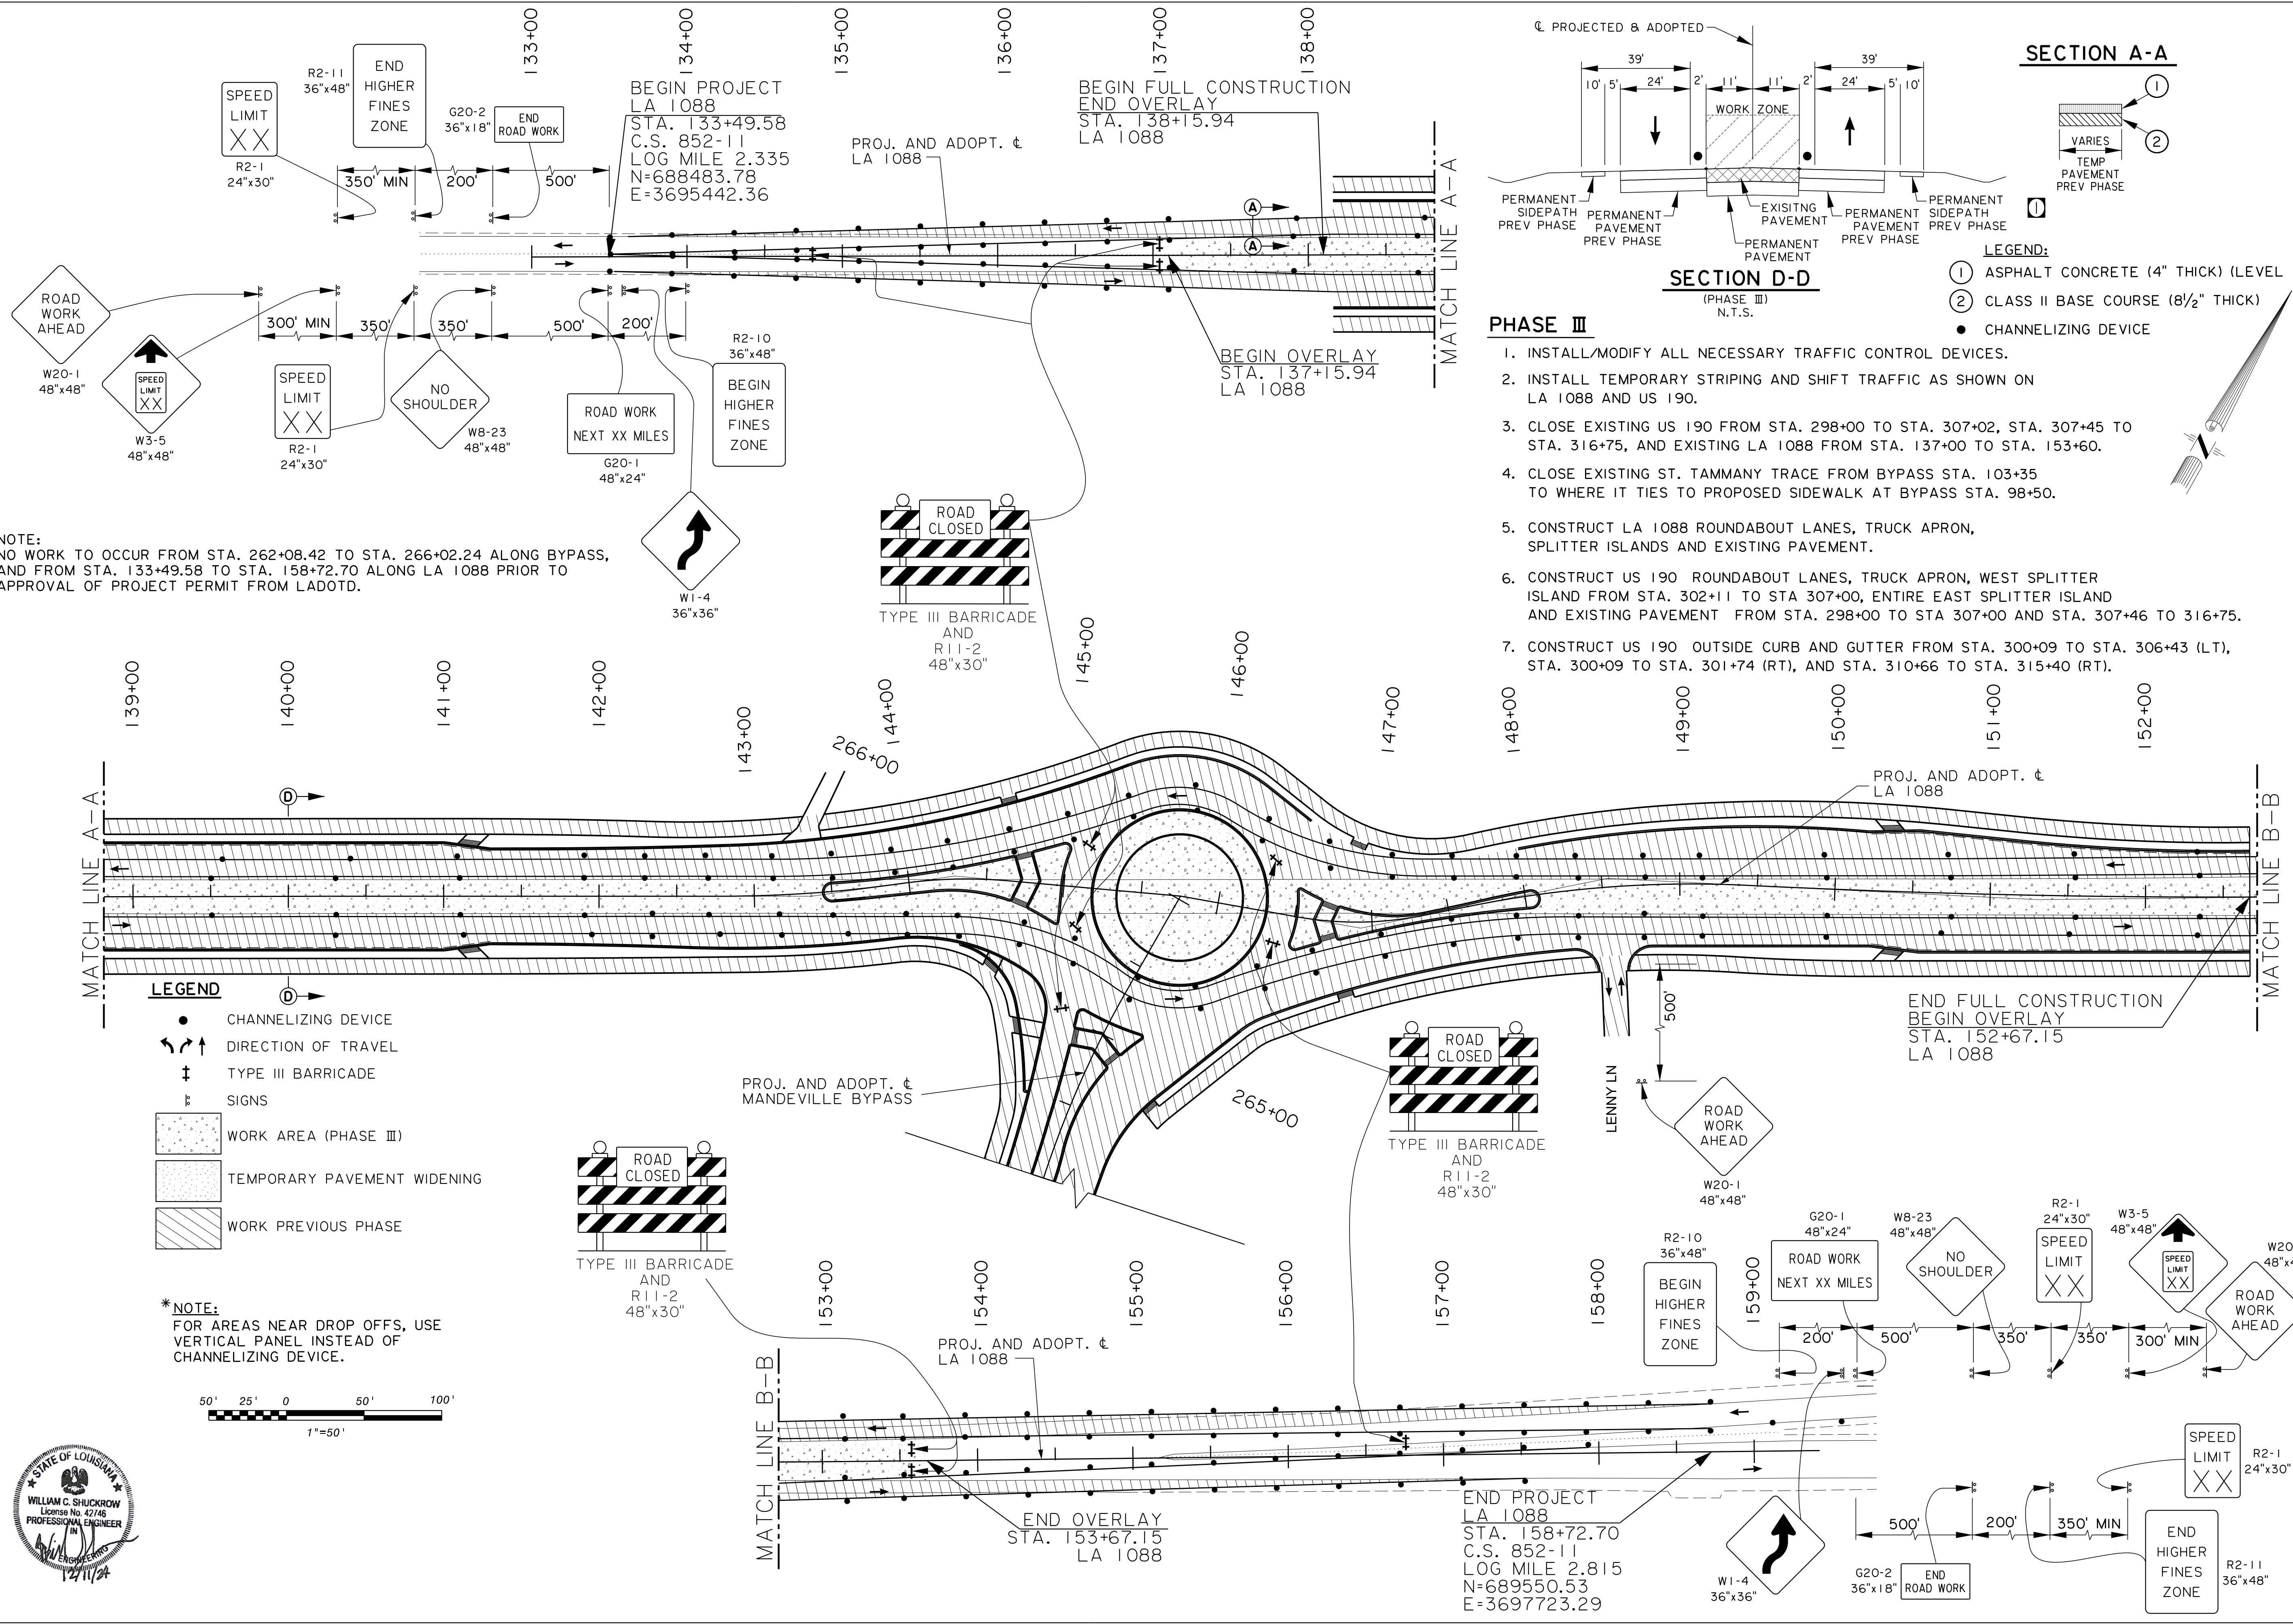 133+00
134+00
135+00
136+00
137+00
138+00
SPEED
LIMIT
XX
R2-1
24"x30"
R2-11
36"x48"
END
HIGHER
FINES
ZONE
G20-2
36"x18"
END
ROAD WORK
BEGIN PROJECT
LA 1088
STA. 133+49.58
C.S. 852-11
LOG MILE 2.335
N=688483.78
E=3695442.36
PROJ. AND ADOPT. ℄
LA 1088
BEGIN FULL CONSTRUCTION
END OVERLAY
STA. 138+15.94
LA 1088
350' MIN
200'
500'
A
A
MATCH LINE A-A
ROAD
WORK
AHEAD
W20-1
48"x48"
300' MIN
350'
350'
500'
200'
SPEED
LIMIT
XX
W3-5
48"x48"
SPEED
LIMIT
XX
R2-1
24"x30"
NO
SHOULDER
W8-23
48"x48"
ROAD WORK
NEXT XX MILES
G20-1
48"x24"
R2-10
36"x48"
BEGIN
HIGHER
FINES
ZONE
W1-4
36"x36"
BEGIN OVERLAY
STA. 137+15.94
LA 1088
ROAD
CLOSED
TYPE III BARRICADE
AND
R11-2
48"x30"
NOTE:
NO WORK TO OCCUR FROM STA. 262+08.42 TO STA. 266+02.24 ALONG BYPASS,
AND FROM STA. 133+49.58 TO STA. 158+72.70 ALONG LA 1088 PRIOR TO
APPROVAL OF PROJECT PERMIT FROM LADOTD.
℄ PROJECTED & ADOPTED
39'
39'
10' 5' 24' 2' 11' 11' 2' 24' 5' 10'
WORK ZONE
PERMANENT
SIDEPATH
PREV PHASE
PERMANENT
PAVEMENT
PREV PHASE
EXISITNG
PAVEMENT
PERMANENT
PAVEMENT
PERMANENT
PAVEMENT
PREV PHASE
PERMANENT
SIDEPATH
PREV PHASE
SECTION D-D
(PHASE III)
N.T.S.
SECTION A-A
1
2
VARIES
TEMP
PAVEMENT
PREV PHASE
1
LEGEND:
1 ASPHALT CONCRETE (4" THICK) (LEVEL
2 CLASS II BASE COURSE (8½" THICK)
CHANNELIZING DEVICE
PHASE III
1. INSTALL/MODIFY ALL NECESSARY TRAFFIC CONTROL DEVICES.
2. INSTALL TEMPORARY STRIPING AND SHIFT TRAFFIC AS SHOWN ON
LA 1088 AND US 190.
3. CLOSE EXISTING US 190 FROM STA. 298+00 TO STA. 307+02, STA. 307+45 TO
STA. 316+75, AND EXISTING LA 1088 FROM STA. 137+00 TO STA. 153+60.
4. CLOSE EXISTING ST. TAMMANY TRACE FROM BYPASS STA. 103+35
TO WHERE IT TIES TO PROPOSED SIDEWALK AT BYPASS STA. 98+50.
5. CONSTRUCT LA 1088 ROUNDABOUT LANES, TRUCK APRON,
SPLITTER ISLANDS AND EXISTING PAVEMENT.
6. CONSTRUCT US 190 ROUNDABOUT LANES, TRUCK APRON, WEST SPLITTER
ISLAND FROM STA. 302+11 TO STA 307+00, ENTIRE EAST SPLITTER ISLAND
AND EXISTING PAVEMENT FROM STA. 298+00 TO STA 307+00 AND STA. 307+46 TO 316+75.
7. CONSTRUCT US 190 OUTSIDE CURB AND GUTTER FROM STA. 300+09 TO STA. 306+43 (LT),
STA. 300+09 TO STA. 301+74 (RT), AND STA. 310+66 TO STA. 315+40 (RT).
139+00
140+00
141+00
142+00
143+00
144+00
145+00
146+00
147+00
148+00
149+00
150+00
151+00
152+00
266+00
265+00
D
D
MATCH LINE A-A
MATCH LINE B-B
PROJ. AND ADOPT. ℄
LA 1088
LEGEND
CHANNELIZING DEVICE
DIRECTION OF TRAVEL
TYPE III BARRICADE
SIGNS
WORK AREA (PHASE III)
TEMPORARY PAVEMENT WIDENING
WORK PREVIOUS PHASE
PROJ. AND ADOPT. ℄
MANDEVILLE BYPASS
ROAD
CLOSED
TYPE III BARRICADE
AND
R11-2
48"x30"
ROAD
CLOSED
TYPE III BARRICADE
AND
R11-2
48"x30"
LENNY LN
500'
ROAD
WORK
AHEAD
W20-1
48"x48"
END FULL CONSTRUCTION
BEGIN OVERLAY
STA. 152+67.15
LA 1088
*NOTE:
FOR AREAS NEAR DROP OFFS, USE
VERTICAL PANEL INSTEAD OF
CHANNELIZING DEVICE.
50' 25' 0 50' 100'
1"=50'
STATE OF LOUISIANA
WILLIAM C. SHUCKROW
License No. 42746
PROFESSIONAL ENGINEER
IN
ENGINEERING
12/11/24
153+00
154+00
155+00
156+00
157+00
158+00
159+00
MATCH LINE B-B
PROJ. AND ADOPT. ℄
LA 1088
END OVERLAY
STA. 153+67.15
LA 1088
END PROJECT
LA 1088
STA. 158+72.70
C.S. 852-11
LOG MILE 2.815
N=689550.53
E=3697723.29
R2-10
36"x48"
BEGIN
HIGHER
FINES
ZONE
G20-1
48"x24"
ROAD WORK
NEXT XX MILES
W8-23
48"x48"
NO
SHOULDER
R2-1
24"x30"
SPEED
LIMIT
XX
W3-5
48"x48"
SPEED
LIMIT
XX
W20
48"x4
ROAD
WORK
AHEAD
200'
500'
350'
350'
300' MIN
W1-4
36"x36"
500'
200'
350' MIN
G20-2
36"x18"
END
ROAD WORK
END
HIGHER
FINES
ZONE
R2-11
36"x48"
SPEED
LIMIT
XX
R2-1
24"x30"